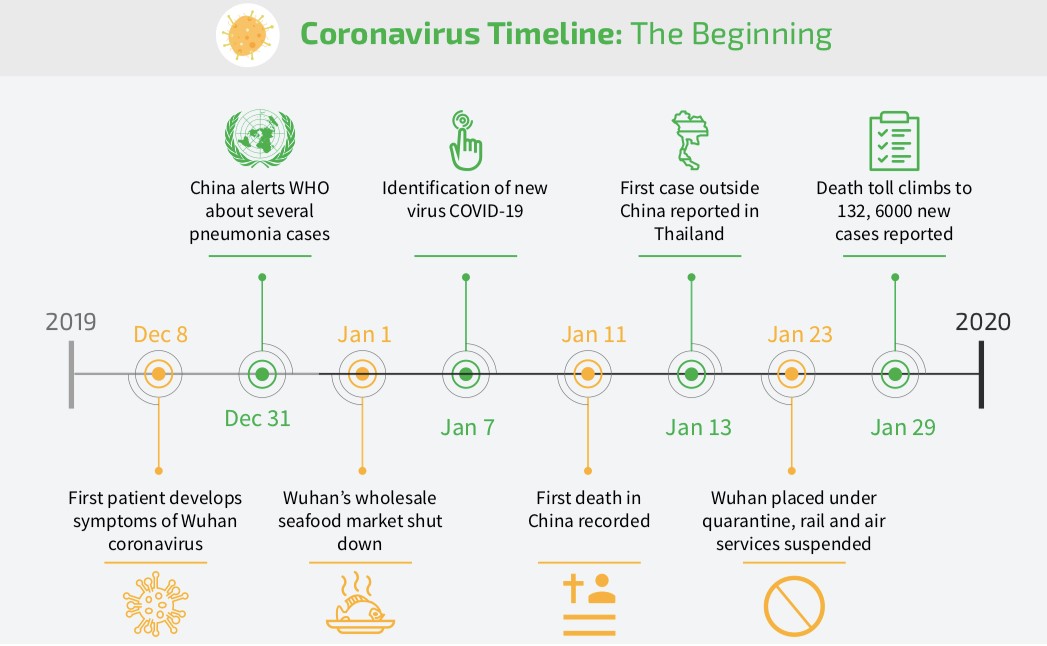 Coronavirus Timeline: The Beginning
China alerts WHO
about several
pneumonia cases
Identification of new
virus COVID-19
First case outside
China reported in
Thailand
Death toll climbs to
132, 6000 new
cases reported
2019
Dec 8
Jan 1
Jan 11
Jan 23
2020
Dec 31
Jan 7
Jan 13
Jan 29
First patient develops
symptoms of Wuhan
coronavirus
Wuhan’s wholesale
seafood market shut
down
First death in
China recorded
Wuhan placed under
quarantine, rail and air
services suspended